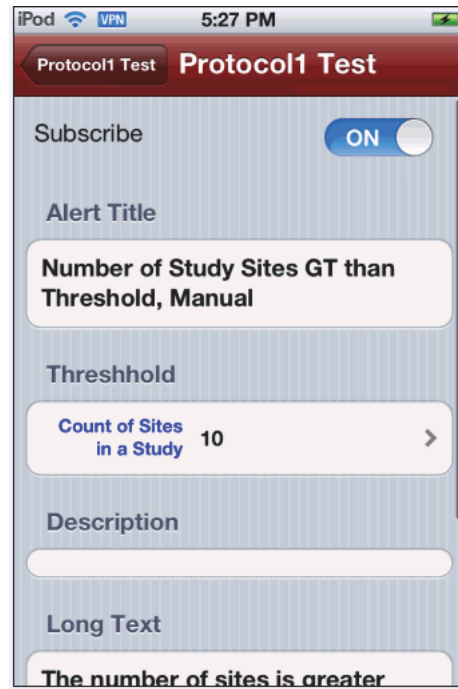 iPod VPN 5:27 PM
Protocol1 Test Protocol1 Test
Subscribe ON
Alert Title
Number of Study Sites GT than
Threshold, Manual
Threshhold
Count of Sites
in a Study 10
Description
Long Text
The number of sites is greater